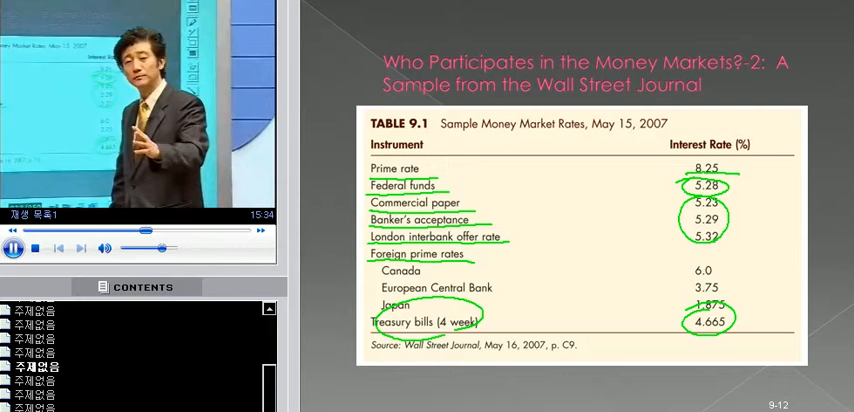 Who Participates in the Money Markets?-2: A
Sample from the Wall Street Journal
TABLE 9.1 Sample Money Market Rates, May 15, 2007
Instrument Interest Rate (%)
Prime rate 8.25
Federal funds 5.28
Commercial paper 5.23
Banker's acceptance 5.29
London interbank offer rate 5.32
Foreign prime rates
Canada 6.0
European Central Bank 3.75
Japan 1.875
Treasury bills (4 week) 4.665
Source: Wall Street Journal, May 16, 2007, p. C9.
9-12
재생 목록1 15:34
CONTENTS
주제없음
주제없음
주제없음
주제없음
주제없음
주제없음
주제없음
주제없음